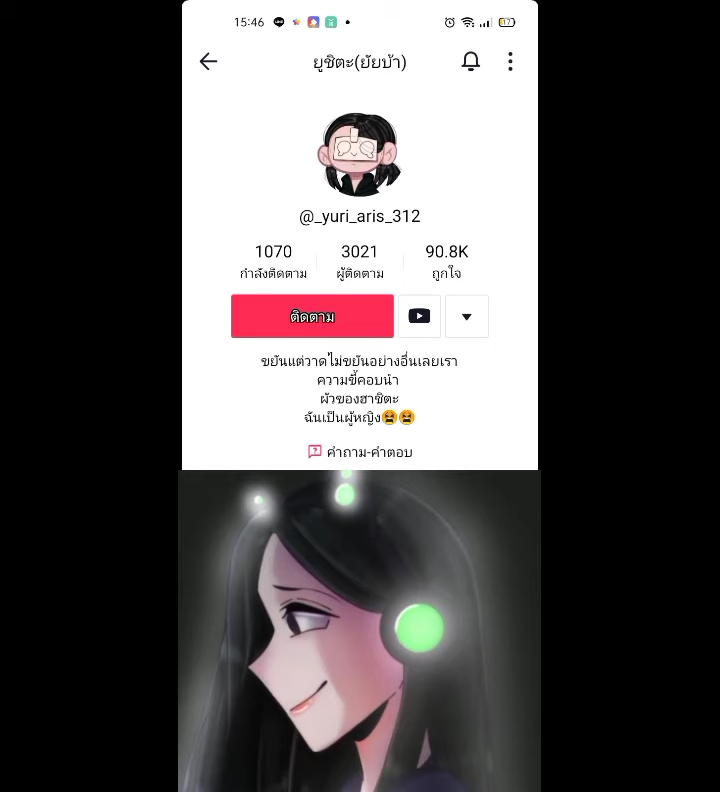 15:46
17
ยูชิตะ(ยัยบ้า)
@_yuri_aris_312
1070 3021 90.8K
กำลังติดตาม ผู้ติดตาม ถูกใจ
ติดตาม
ขยันแต่วาดไม่ขยันอย่างอื่นเลยเรา
ความขี้คอบนำ
ผัวของฮาชิตะ
ฉันเป็นผู้หญิง😫😫
คำถาม-คำตอบ